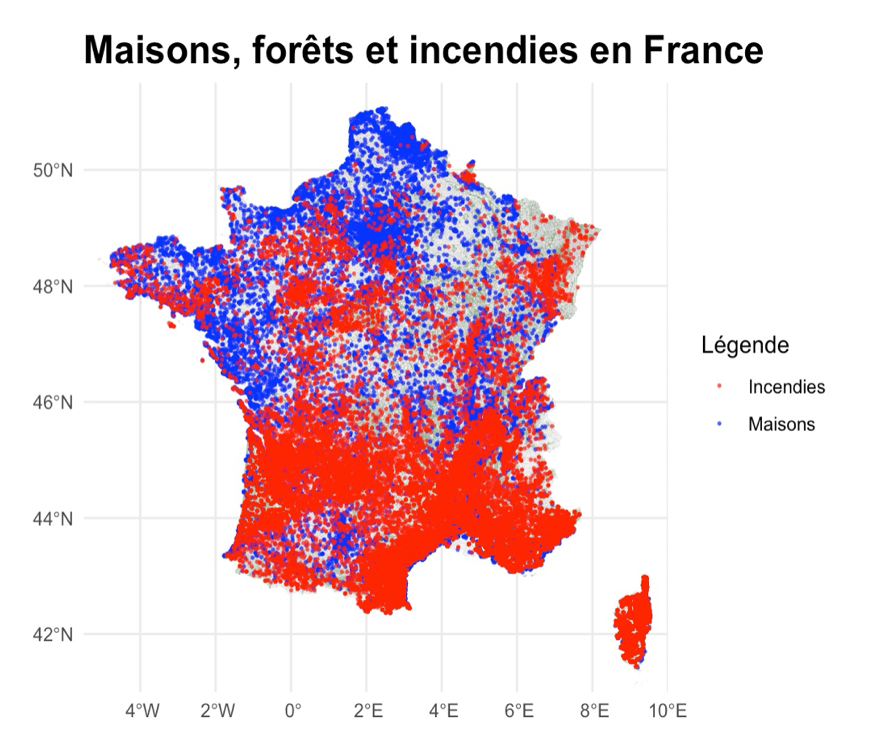 Maisons, forêts et incendies en France
50°N
48°N
46°N
44°N
42°N
4°W 2°W 0° 2°E 4°E 6°E 8°E 10°E
Légende
Incendies
Maisons